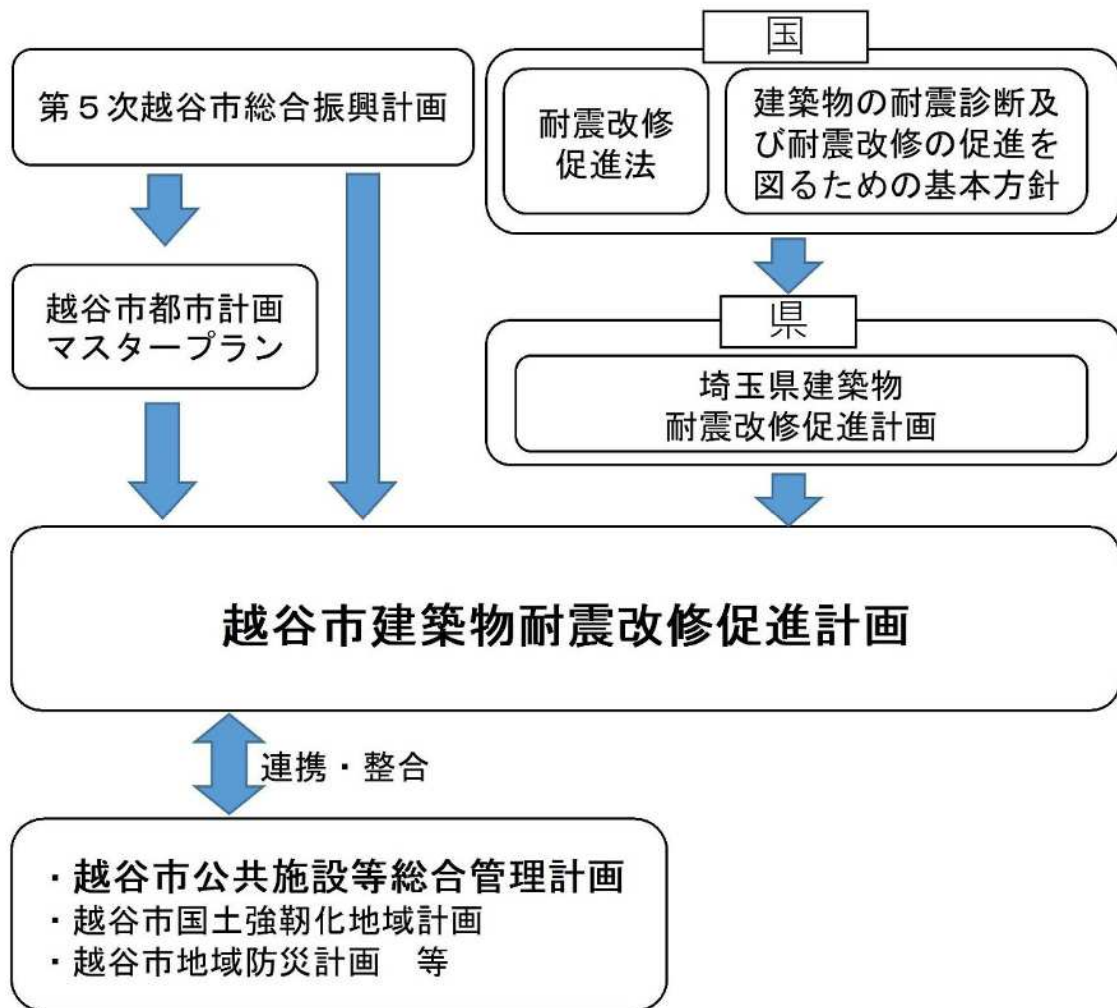 第５次越谷市総合振興計画
国
耐震改修
促進法
建築物の耐震診断及
び耐震改修の促進を
図るための基本方針
越谷市都市計画
マスタープラン
県
埼玉県建築物
耐震改修促進計画
越谷市建築物耐震改修促進計画
連携・整合
・越谷市公共施設等総合管理計画
・越谷市国土強靭化地域計画
・越谷市地域防災計画　等